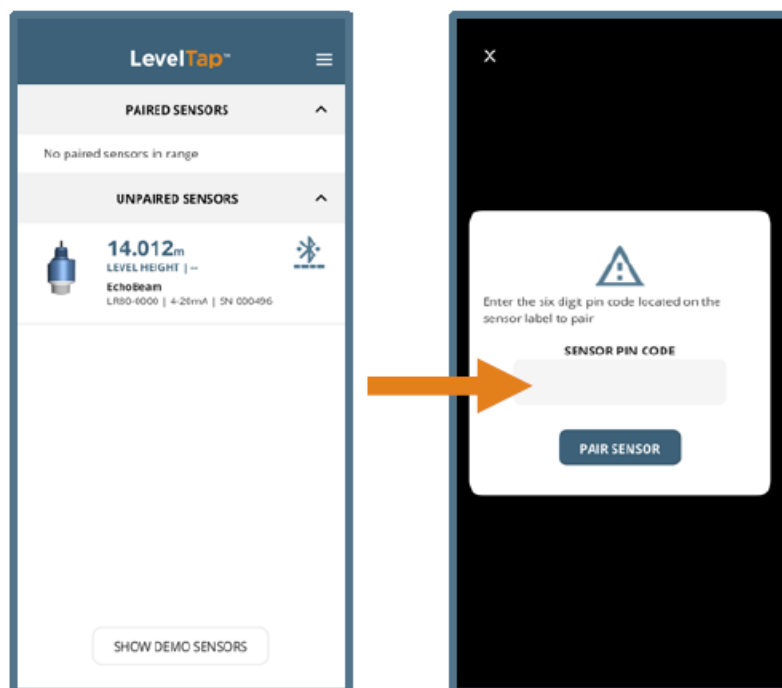 LevelTap™
PAIRED SENSORS
No paired sensors in range
UNPAIRED SENSORS
14.012m
LEVEL HEIGHT | --
EchoBeam
LR80-0000 | 4-20mA | SN 000496
SHOW DEMO SENSORS
X
Enter the six digit pin code located on the
sensor label to pair
SENSOR PIN CODE
PAIR SENSOR